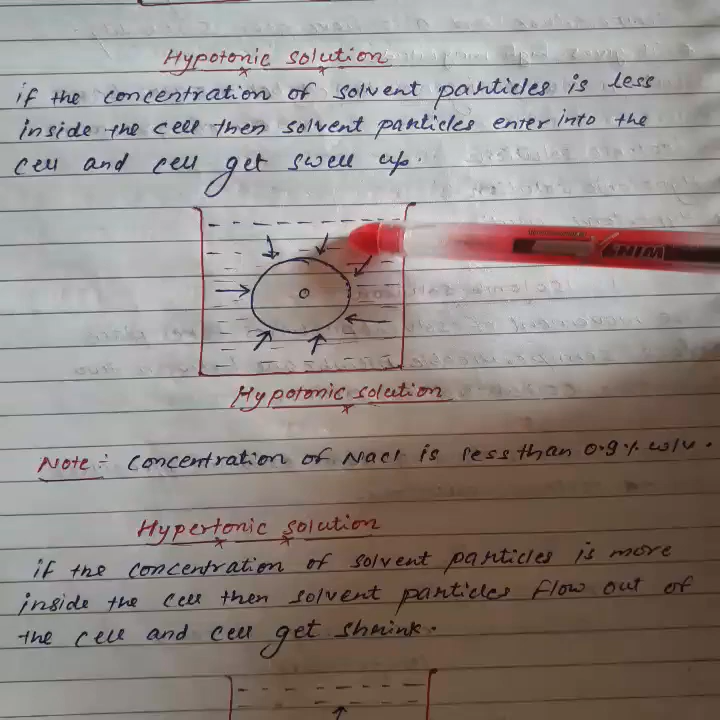 Hypotonic solution
if the concentration of solvent particles is less
inside the cell then solvent particles enter into the
cell and cell get swell up.
Hypotonic solution
Note:- Concentration of Nacl is less than 0.9% w/v.
Hypertonic solution
if the concentration of solvent particles is more
inside the cell then solvent particles flow out of
the cell and cell get shrink.